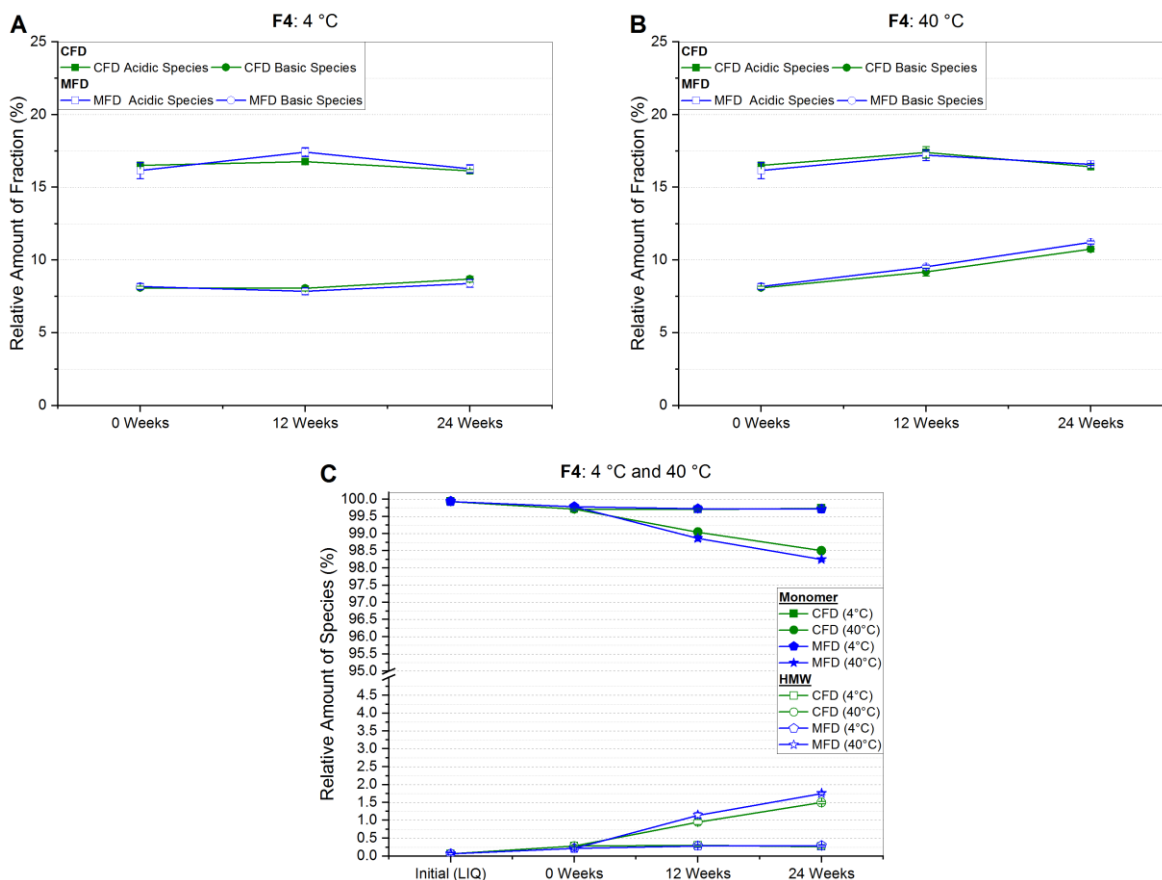 A
F4: 4 °C
CFD
CFD Acidic Species CFD Basic Species
MFD
MFD Acidic Species MFD Basic Species
Relative Amount of Fraction (%)
25
20
15
10
5
0
0 Weeks 12 Weeks 24 Weeks
B
F4: 40 °C
CFD
CFD Acidic Species CFD Basic Species
MFD
MFD Acidic Species MFD Basic Species
Relative Amount of Fraction (%)
25
20
15
10
5
0
0 Weeks 12 Weeks 24 Weeks
C
F4: 4 °C and 40 °C
Relative Amount of Species (%)
100.0
99.5
99.0
98.5
98.0
97.5
97.0
96.5
96.0
95.5
95.0
4.5
4.0
3.5
3.0
2.5
2.0
1.5
1.0
0.5
0.0
Monomer
CFD (4°C)
CFD (40°C)
MFD (4°C)
MFD (40°C)
HMW
CFD (4°C)
CFD (40°C)
MFD (4°C)
MFD (40°C)
Initial (LIQ) 0 Weeks 12 Weeks 24 Weeks